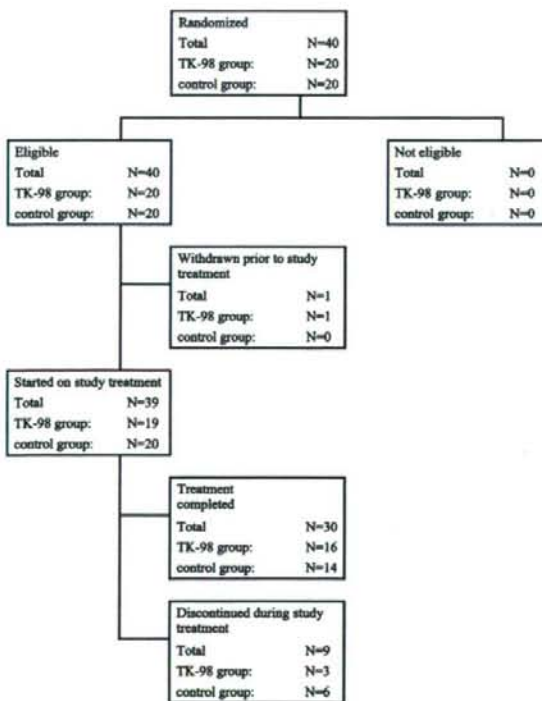 Randomized
Total N=40
TK-98 group: N=20
control group: N=20
Eligible
Total N=40
TK-98 group: N=20
control group: N=20
Not eligible
Total N=0
TK-98 group: N=0
control group: N=0
Withdrawn prior to study
treatment
Total N=1
TK-98 group: N=1
control group: N=0
Started on study treatment
Total N=39
TK-98 group: N=19
control group: N=20
Treatment
completed
Total N=30
TK-98 group: N=16
control group: N=14
Discontinued during study
treatment
Total N=9
TK-98 group: N=3
control group: N=6